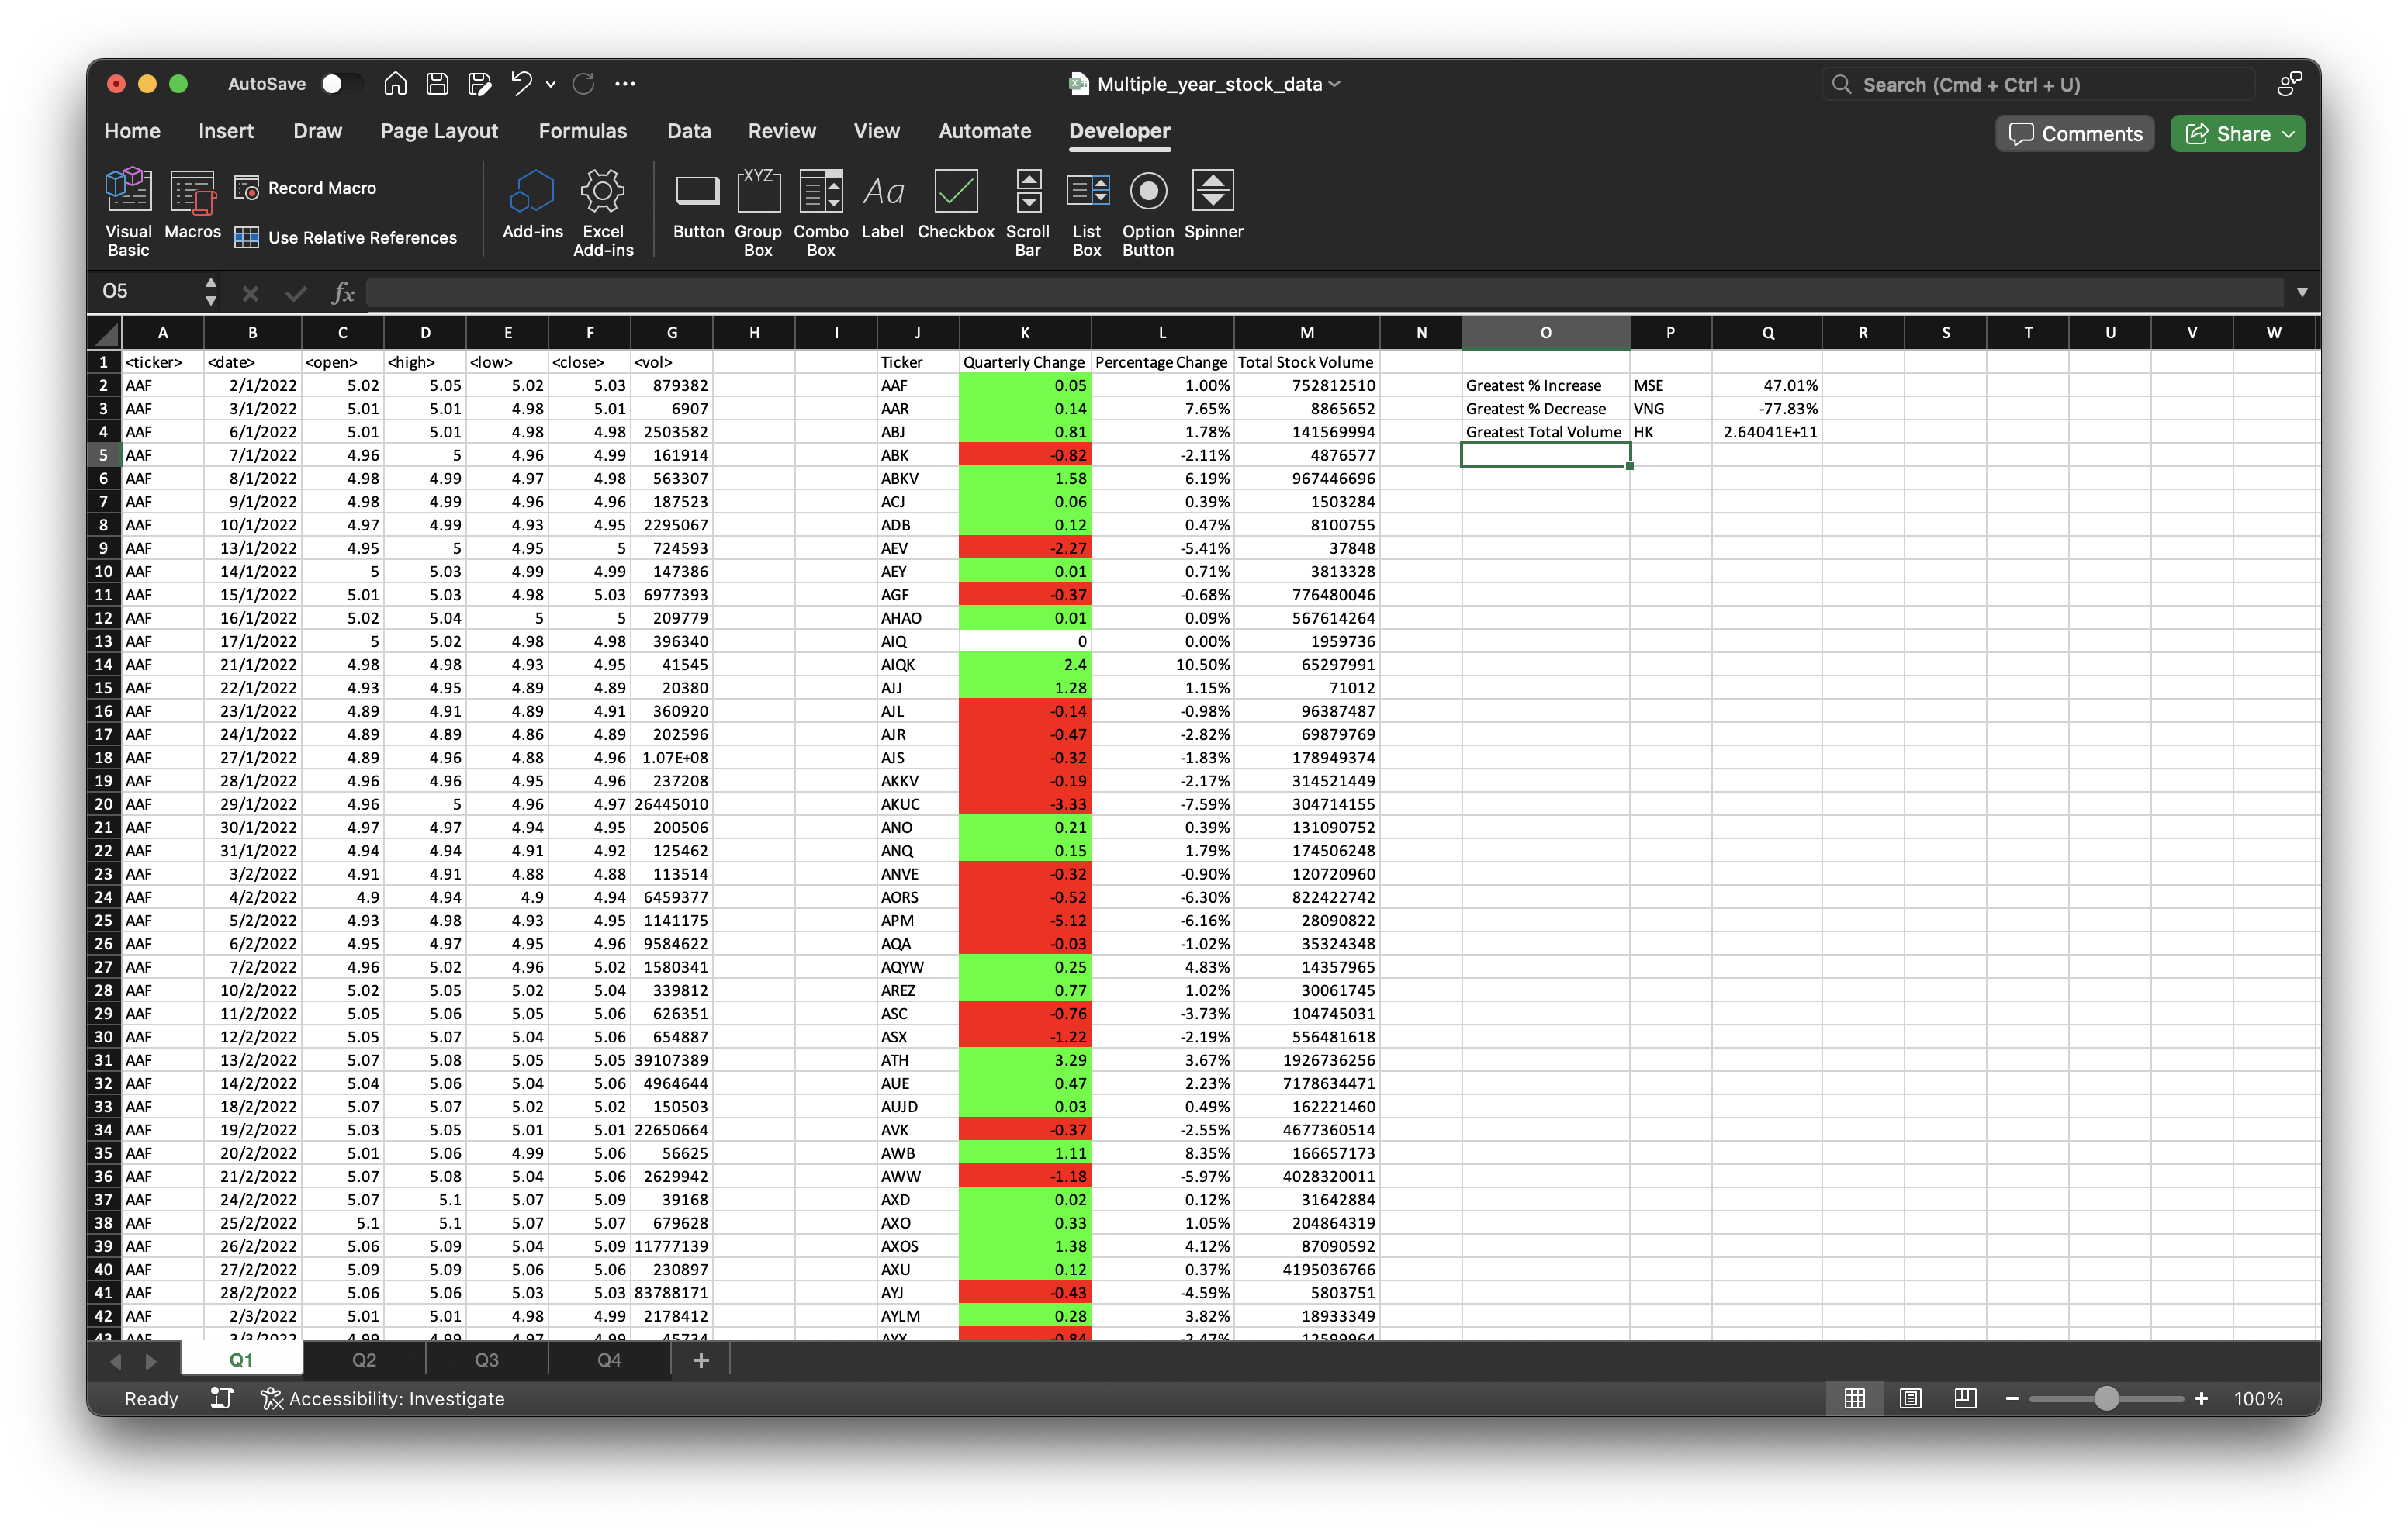 AutoSave
Multiple_year_stock_data
Search (Cmd + Ctrl + U)
Home Insert Draw Page Layout Formulas Data Review View Automate Developer
Comments Share
Visual Basic
Macros
Record Macro
Use Relative References
Add-ins
Excel Add-ins
Button
XYZ
Group Box
Combo Box
Aa
Label
Checkbox
Scroll Bar
List Box
Option Button
Spinner
O5 fx
A B C D E F G H I J K L M N O P Q R S T U V W
1 <ticker> <date> <open> <high> <low> <close> <vol> Ticker Quarterly Change Percentage Change Total Stock Volume
2 AAF 2/1/2022 5.02 5.05 5.02 5.03 879382 AAF 0.05 1.00% 752812510 Greatest % Increase MSE 47.01%
3 AAF 3/1/2022 5.01 5.01 4.98 5.01 6907 AAR 0.14 7.65% 8865652 Greatest % Decrease VNG -77.83%
4 AAF 6/1/2022 5.01 5.01 4.98 4.98 2503582 ABJ 0.81 1.78% 141569994 Greatest Total Volume HK 2.64041E+11
5 AAF 7/1/2022 4.96 5 4.96 4.99 161914 ABK -0.82 -2.11% 4876577
6 AAF 8/1/2022 4.98 4.99 4.97 4.98 563307 ABKV 1.58 6.19% 967446696
7 AAF 9/1/2022 4.98 4.99 4.96 4.96 187523 ACJ 0.06 0.39% 1503284
8 AAF 10/1/2022 4.97 4.99 4.93 4.95 2295067 ADB 0.12 0.47% 8100755
9 AAF 13/1/2022 4.95 5 4.95 5 724593 AEV -2.27 -5.41% 37848
10 AAF 14/1/2022 5 5.03 4.99 4.99 147386 AEY 0.01 0.71% 3813328
11 AAF 15/1/2022 5.01 5.03 4.98 5.03 6977393 AGF -0.37 -0.68% 776480046
12 AAF 16/1/2022 5.02 5.04 5 5 209779 AHAO 0.01 0.09% 567614264
13 AAF 17/1/2022 5 5.02 4.98 4.98 396340 AIQ 0 0.00% 1959736
14 AAF 21/1/2022 4.98 4.98 4.93 4.95 41545 AIQK 2.4 10.50% 65297991
15 AAF 22/1/2022 4.93 4.95 4.89 4.89 20380 AJJ 1.28 1.15% 71012
16 AAF 23/1/2022 4.89 4.91 4.89 4.91 360920 AJL -0.14 -0.98% 96387487
17 AAF 24/1/2022 4.89 4.89 4.86 4.89 202596 AJR -0.47 -2.82% 69879769
18 AAF 27/1/2022 4.89 4.96 4.88 4.96 1.07E+08 AJS -0.32 -1.83% 178949374
19 AAF 28/1/2022 4.96 4.96 4.95 4.96 237208 AKKV -0.19 -2.17% 314521449
20 AAF 29/1/2022 4.96 5 4.96 4.97 26445010 AKUC -3.33 -7.59% 304714155
21 AAF 30/1/2022 4.97 4.97 4.94 4.95 200506 ANO 0.21 0.39% 131090752
22 AAF 31/1/2022 4.94 4.94 4.91 4.92 125462 ANQ 0.15 1.79% 174506248
23 AAF 3/2/2022 4.91 4.91 4.88 4.88 113514 ANVE -0.32 -0.90% 120720960
24 AAF 4/2/2022 4.9 4.94 4.9 4.94 6459377 AORS -0.52 -6.30% 822422742
25 AAF 5/2/2022 4.93 4.98 4.93 4.95 1141175 APM -5.12 -6.16% 28090822
26 AAF 6/2/2022 4.95 4.97 4.95 4.96 9584622 AQA -0.03 -1.02% 35324348
27 AAF 7/2/2022 4.96 5.02 4.96 5.02 1580341 AQYW 0.25 4.83% 14357965
28 AAF 10/2/2022 5.02 5.05 5.02 5.04 339812 AREZ 0.77 1.02% 30061745
29 AAF 11/2/2022 5.05 5.06 5.05 5.06 626351 ASC -0.76 -3.73% 104745031
30 AAF 12/2/2022 5.05 5.07 5.04 5.06 654887 ASX -1.22 -2.19% 556481618
31 AAF 13/2/2022 5.07 5.08 5.05 5.05 39107389 ATH 3.29 3.67% 1926736256
32 AAF 14/2/2022 5.04 5.06 5.04 5.06 4964644 AUE 0.47 2.23% 7178634471
33 AAF 18/2/2022 5.07 5.07 5.02 5.02 150503 AUJD 0.03 0.49% 162221460
34 AAF 19/2/2022 5.03 5.05 5.01 5.01 22650664 AVK -0.37 -2.55% 4677360514
35 AAF 20/2/2022 5.01 5.06 4.99 5.06 56625 AWB 1.11 8.35% 166657173
36 AAF 21/2/2022 5.07 5.08 5.04 5.06 2629942 AWW -1.18 -5.97% 4028320011
37 AAF 24/2/2022 5.07 5.1 5.07 5.09 39168 AXD 0.02 0.12% 31642884
38 AAF 25/2/2022 5.1 5.1 5.07 5.07 679628 AXO 0.33 1.05% 204864319
39 AAF 26/2/2022 5.06 5.09 5.04 5.09 11777139 AXOS 1.38 4.12% 87090592
40 AAF 27/2/2022 5.09 5.09 5.06 5.06 230897 AXU 0.12 0.37% 4195036766
41 AAF 28/2/2022 5.06 5.06 5.03 5.03 83788171 AYJ -0.43 -4.59% 5803751
42 AAF 2/3/2022 5.01 5.01 4.98 4.99 2178412 AYLM 0.28 3.82% 18933349
43 AAF 3/3/2022 4.99 4.99 4.97 4.99 45734 AYY -0.84 -2.47% 12599964
Q1 Q2 Q3 Q4
Ready Accessibility: Investigate 100%